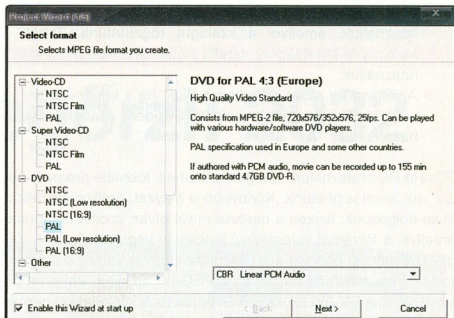 Project Wizard (1/5)
Select format
Selects MPEG file format you create.
Video-CD
NTSC
NTSC Film
PAL
Super Video-CD
NTSC
NTSC Film
PAL
DVD
NTSC
NTSC (Low resolution)
NTSC (16:9)
PAL
PAL (Low resolution)
PAL (16:9)
Other
DVD for PAL 4:3 (Europe)
High Quality Video Standard
Consists from MPEG-2 file, 720x576/352x576, 25fps. Can be played
with various hardware/software DVD players.
PAL specification used in Europe and some other countries.
If authored with PCM audio, movie can be recorded up to 155 min
onto standard 4.7GB DVD-R.
CBR Linear PCM Audio
Enable this Wizard at start up
< Back
Next >
Cancel